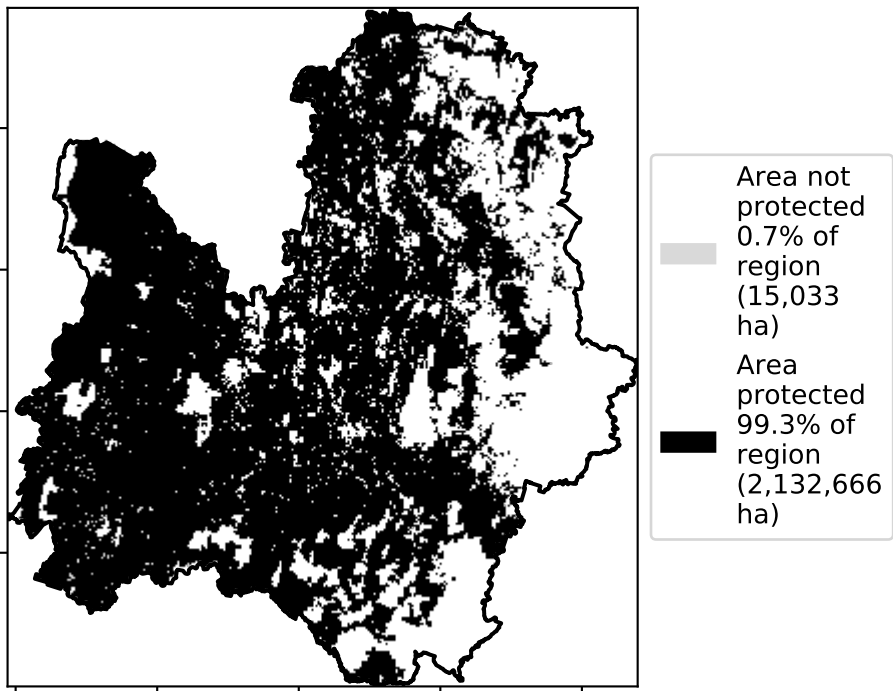 Area not
protected
0.7% of
region
(15,033
ha)
Area
protected
99.3% of
region
(2,132,666
ha)